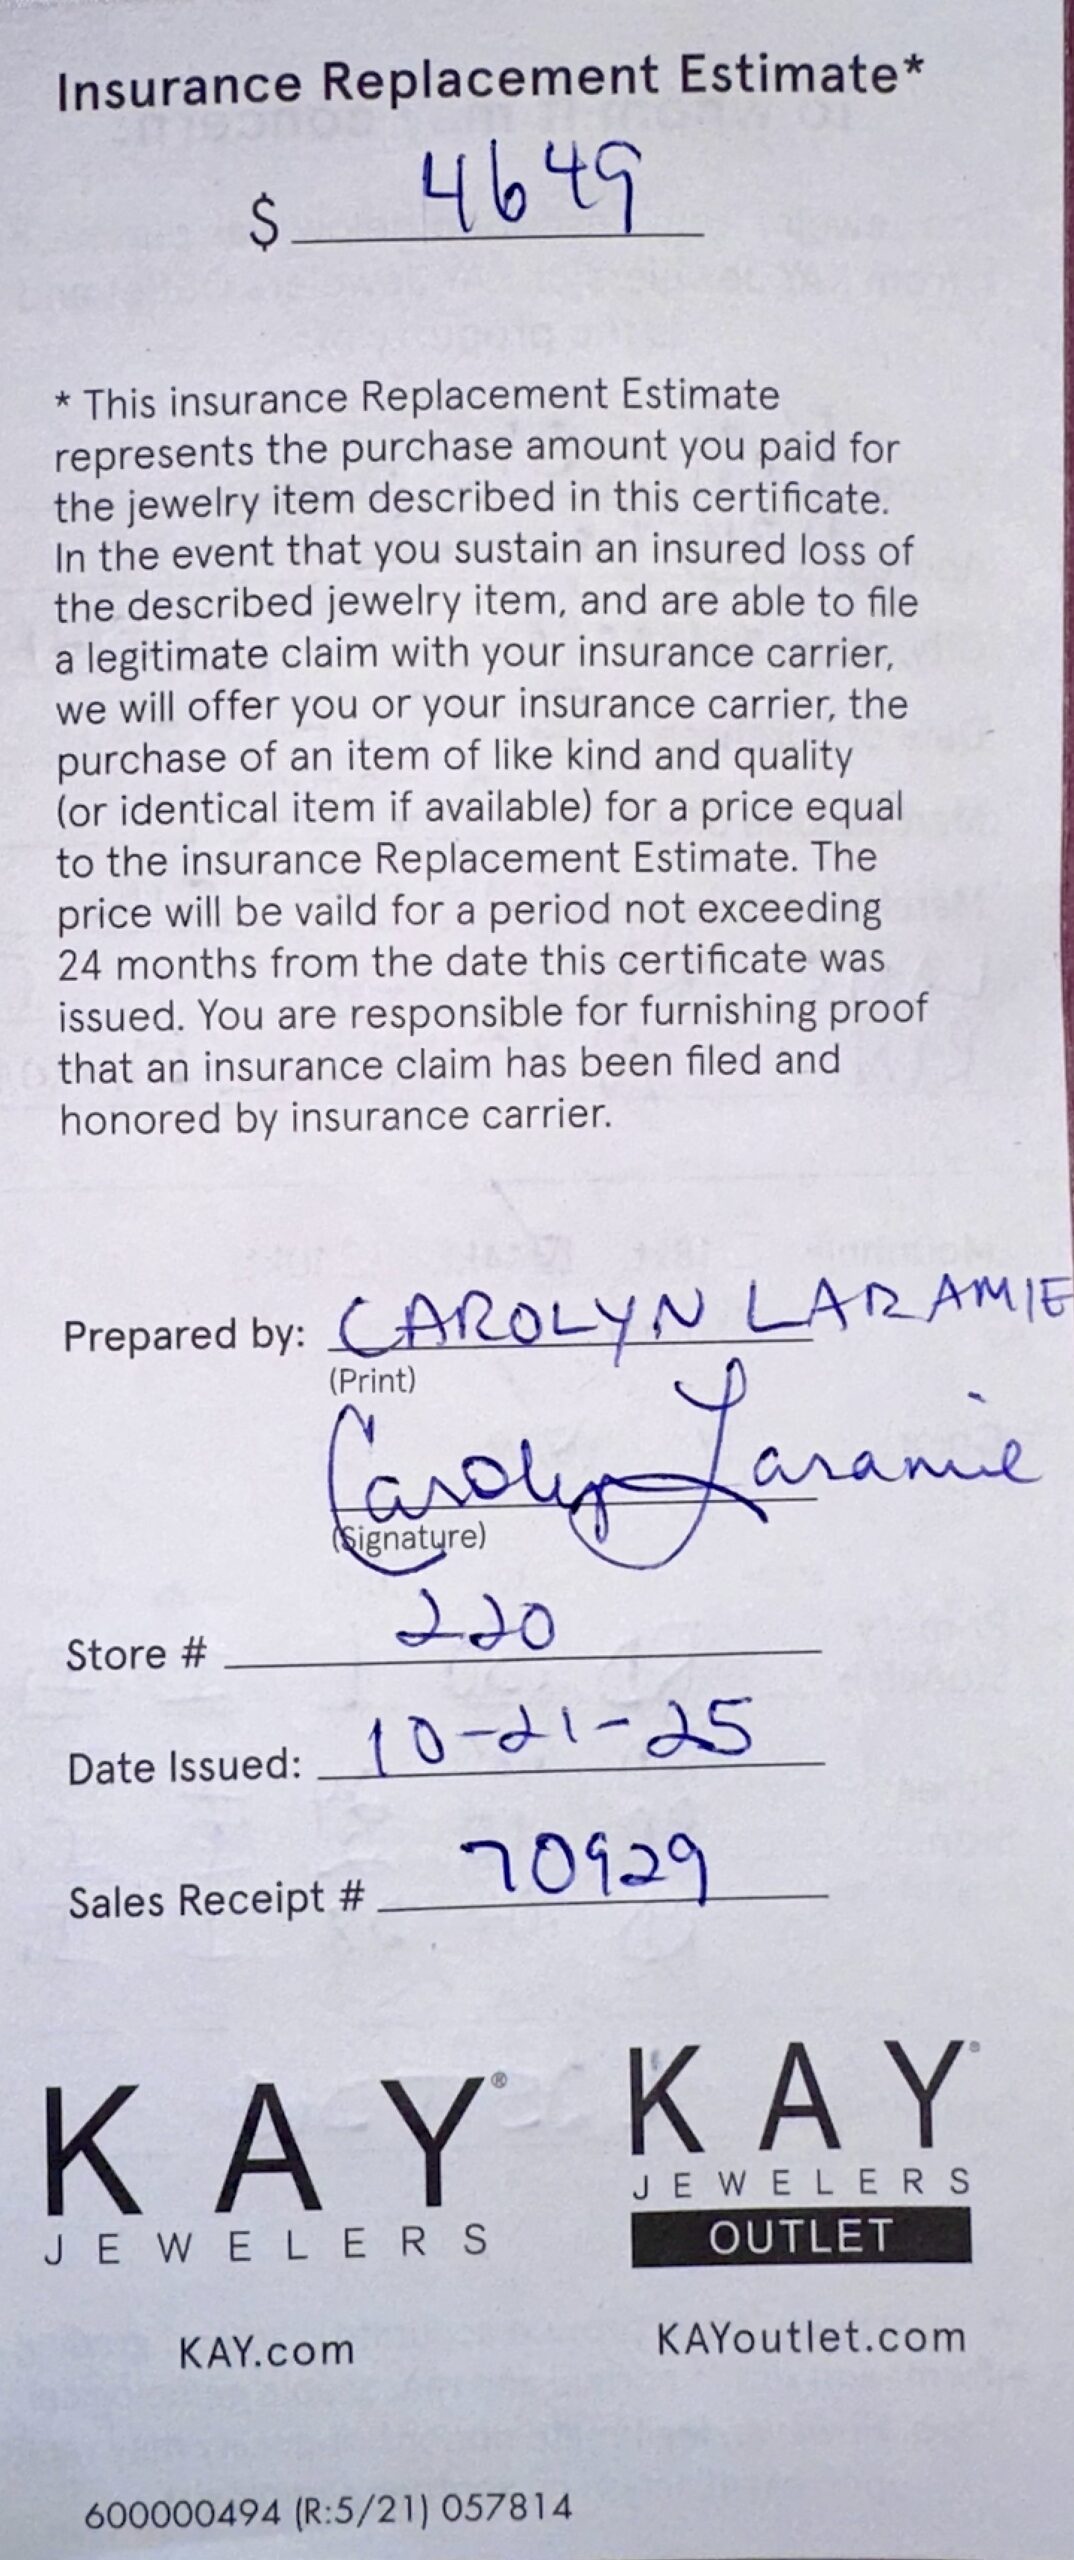 Insurance Replacement Estimate*
$ 4649
* This insurance Replacement Estimate
represents the purchase amount you paid for
the jewelry item described in this certificate.
In the event that you sustain an insured loss of
the described jewelry item, and are able to file
a legitimate claim with your insurance carrier,
we will offer you or your insurance carrier, the
purchase of an item of like kind and quality
(or identical item if available) for a price equal
to the insurance Replacement Estimate. The
price will be vaild for a period not exceeding
24 months from the date this certificate was
issued. You are responsible for furnishing proof
that an insurance claim has been filed and
honored by insurance carrier.
Prepared by: CAROLYN LARAMIE
(Print)
Carolyn Laramie
(Signature)
Store # 220
Date Issued: 10-21-25
Sales Receipt # 70929
KAY®
JEWELERS
KAY.com
KAY®
JEWELERS
OUTLET
KAYoutlet.com
600000494 (R:5/21) 057814